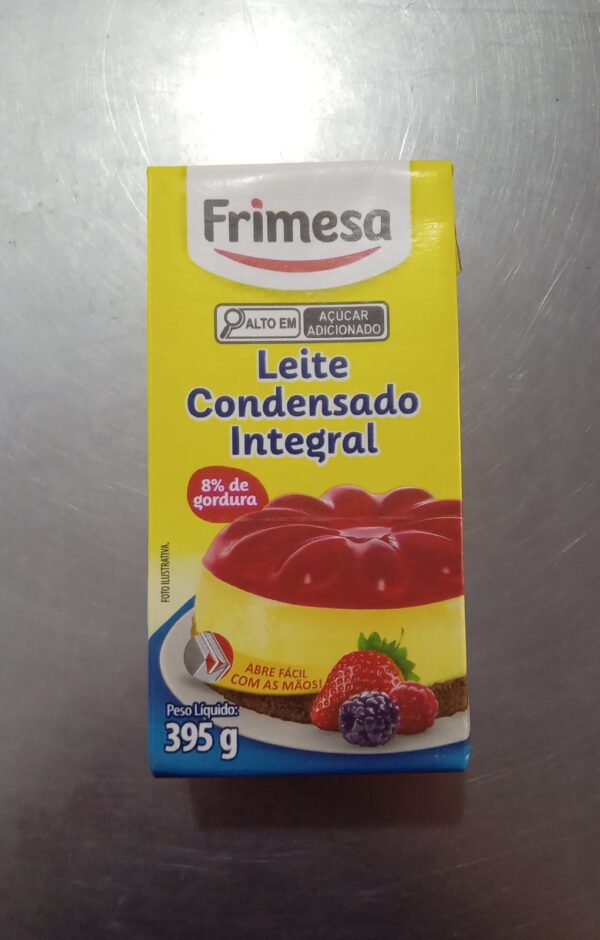 Frimesa
ALTO EM
AÇÚCAR
ADICIONADO
Leite
Condensado
Integral
8% de
gordura
FOTO ILUSTRATIVA.
ABRE FÁCIL
COM AS MÃOS!
Peso Líquido:
395 g